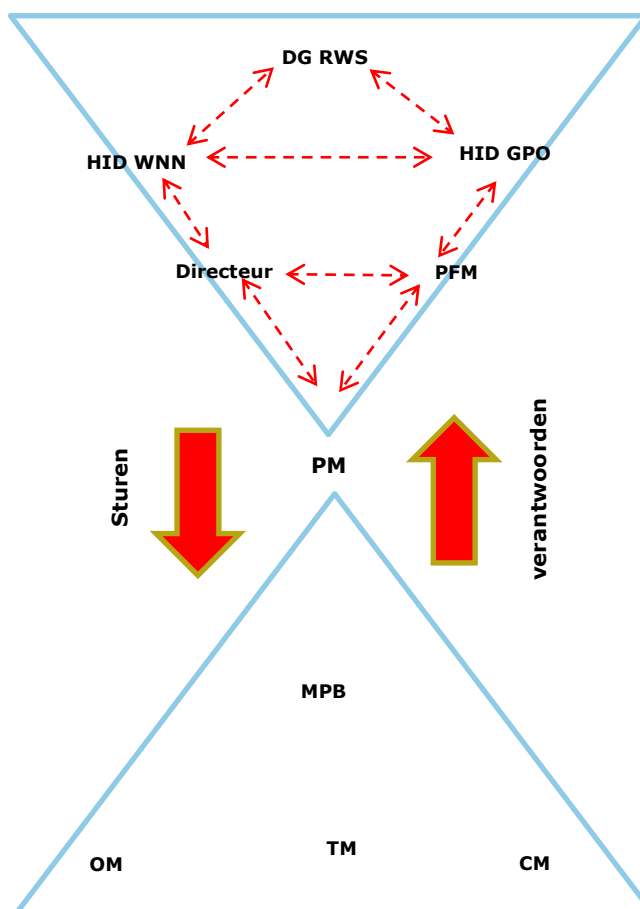 DG RWS
HID WNN
HID GPO
Directeur
PFM
PM
Sturen
verantwoorden
MPB
OM
TM
CM